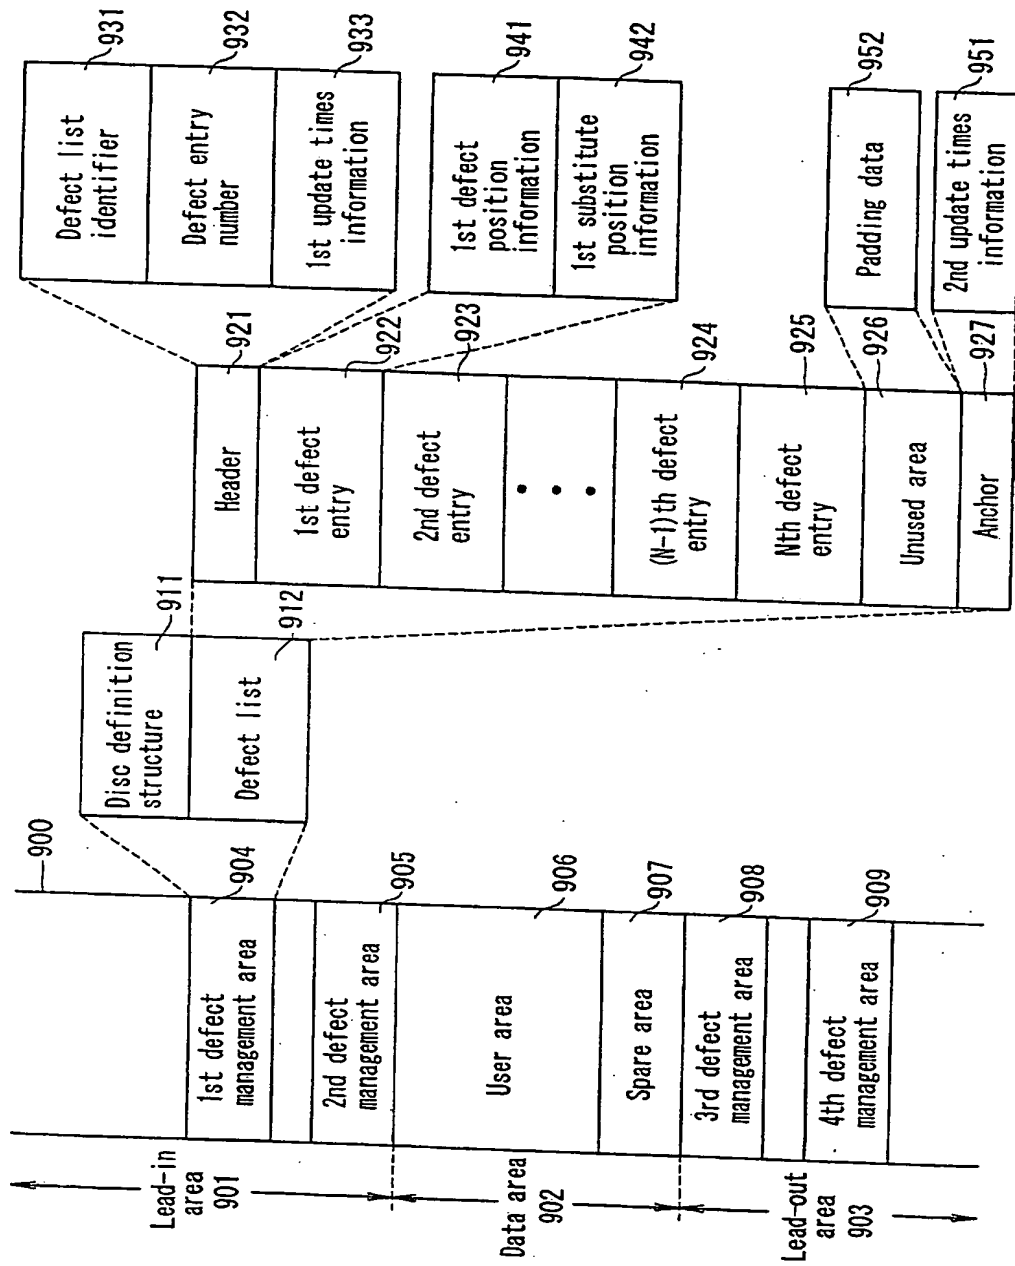 900
Lead-in
area
901
1st defect
management area
904
2nd defect
management area
905
Data area
902
User area
906
Spare area
907
Lead-out
area
903
3rd defect
management area
908
4th defect
management area
909
Disc definition
structure
911
Defect list
912
Header
921
1st defect
entry
922
2nd defect
entry
923
(N-1)th defect
entry
924
Nth defect
entry
925
Unused area
926
Anchor
927
Defect list
identifier
931
Defect entry
number
932
1st update times
information
933
1st defect
position
information
941
1st substitute
position
information
942
Padding data
952
2nd update times
information
951